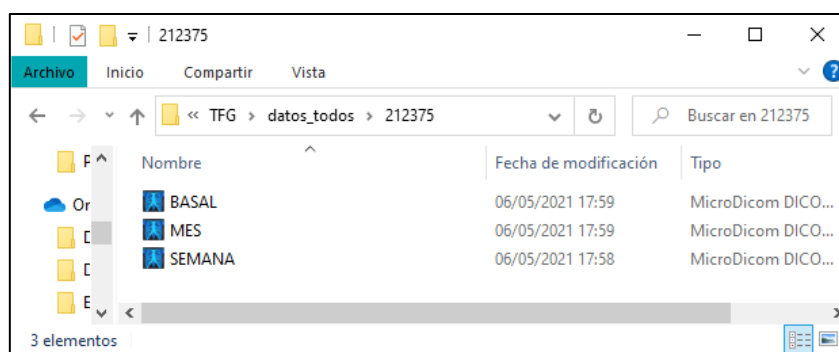 212375
Archivo Inicio Compartir Vista
« TFG > datos_todos > 212375 Buscar en 212375
Nombre Fecha de modificación Tipo
BASAL 06/05/2021 17:59 MicroDicom DICO...
Or MES 06/05/2021 17:59 MicroDicom DICO...
SEMANA 06/05/2021 17:58 MicroDicom DICO...
3 elementos